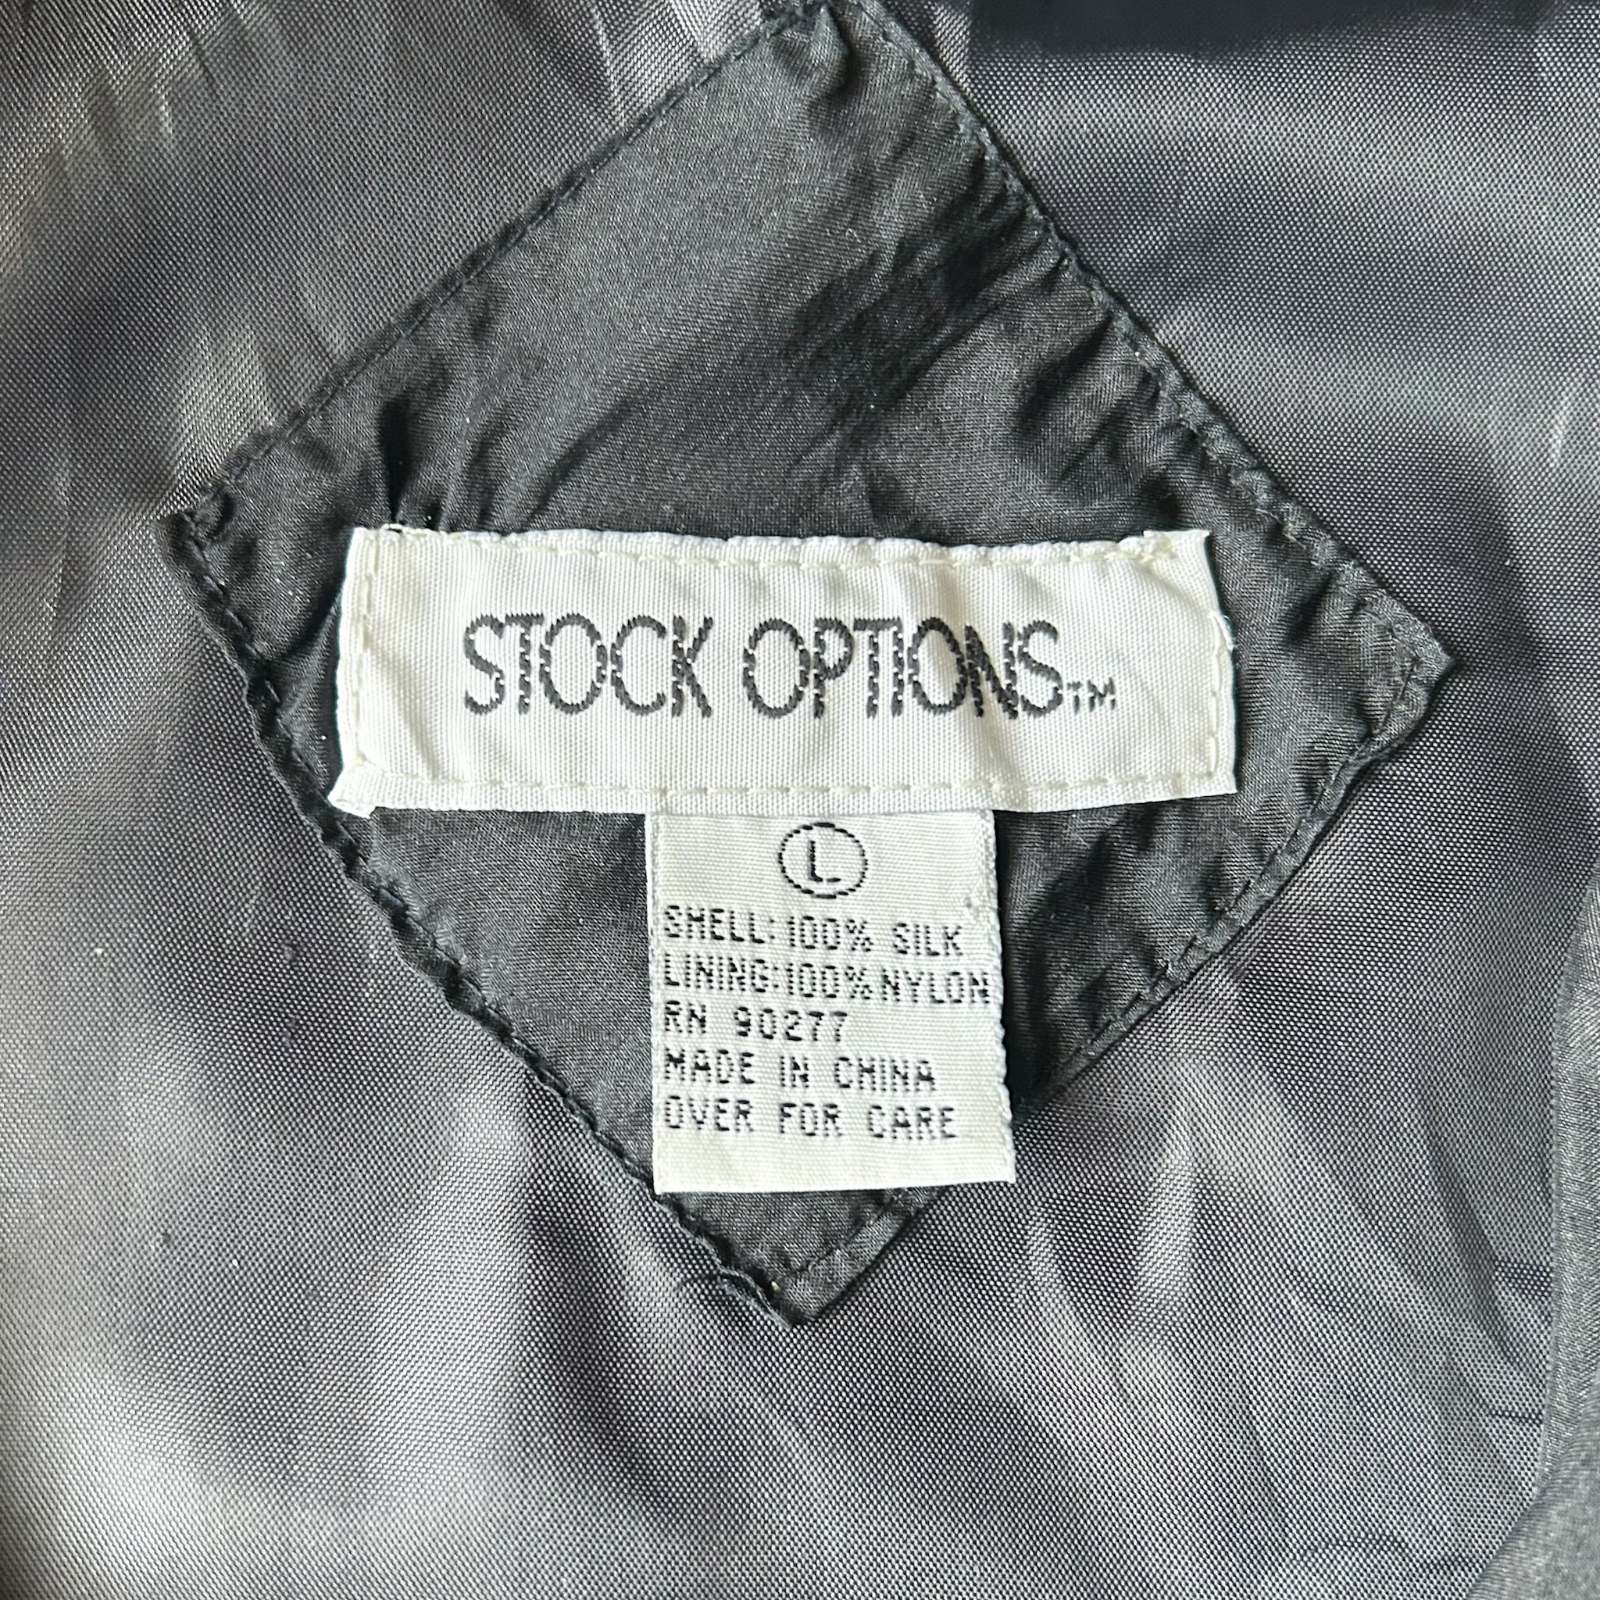 STOCK OPTIONS™
L
SHELL: 100% SILK
LINING: 100% NYLON
RN 90277
MADE IN CHINA
OVER FOR CARE